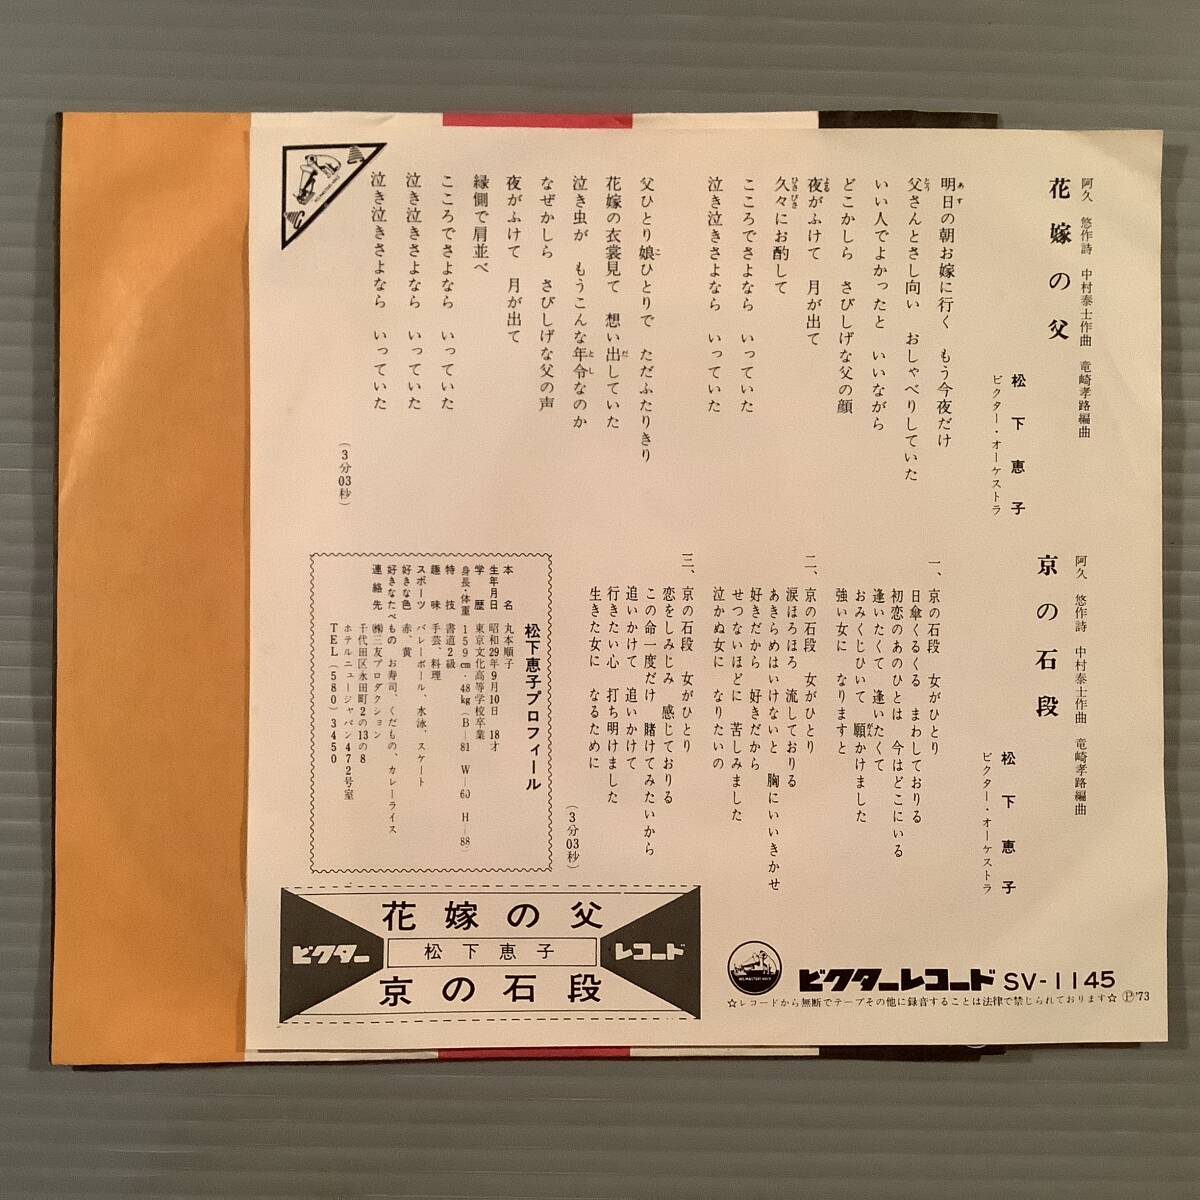 花嫁の父
阿久 悠作詩 中村泰士作曲 竜崎孝路編曲
松下恵子
ビクター・オーケストラ
明日の朝お嫁に行く もう今夜だけ
父さんとさし向い おしゃべりしていた
いい人でよかったと いいながら
どこかしら さびしげな父の顔
夜がふけて 月が出て
久々にお酌して
こころでさよなら いっていた
泣き泣きさよなら いっていた
父ひとり娘ひとりで ただふたりきり
花嫁の衣裳見て 想い出していた
泣き虫が もうこんな年令なのか
なぜかしら さびしげな父の声
夜がふけて 月が出て
縁側で肩並べ
こころでさよなら いっていた
泣き泣きさよなら いっていた
泣き泣きさよなら いっていた
(3分03秒)
京の石段
阿久 悠作詩 中村泰士作曲 竜崎孝路編曲
松下恵子
ビクター・オーケストラ
一、京の石段 女がひとり
日傘くるくる まわしておりる
初恋のあのひとは 今はどこにいる
逢いたくて 逢いたくて
おみくじひいて 願かけました
強い女に なりますと
二、京の石段 女がひとり
涙ほろほろ 流しておりる
あきらめはいけないと 胸にいいきかせ
好きだから 好きだから
せつないほどに 苦しみました
泣かぬ女に なりたいの
三、京の石段 女がひとり
恋をしみじみ 感じておりる
この命一度だけ 賭けてみたいから
追いかけて 追いかけて
行きたい心 打ち明けました
生きた女に なるために
(3分03秒)
松下恵子プロフィール
本名 丸本順子
生年月日 昭和29年9月10日 18才
学歴 東京文化高等学校卒業
身長・体重 159cm・48kg(B—81 W—60 H—88)
特技 書道2級
趣味 手芸、料理
スポーツ バレーボール、水泳、スケート
好きな色 赤、黄
好きなたべもの お寿司、くだもの、カレーライス
連絡先 ㈱三友プロダクション
千代田区永田町2の13の8
ホテルニュージャパン472号室
TEL(580)3450
花嫁の父
ビクター 松下恵子 レコード
京の石段
ビクターレコード SV-1145
☆レコードから無断でテープその他に録音することは法律で禁じられております☆ Ⓟ'73